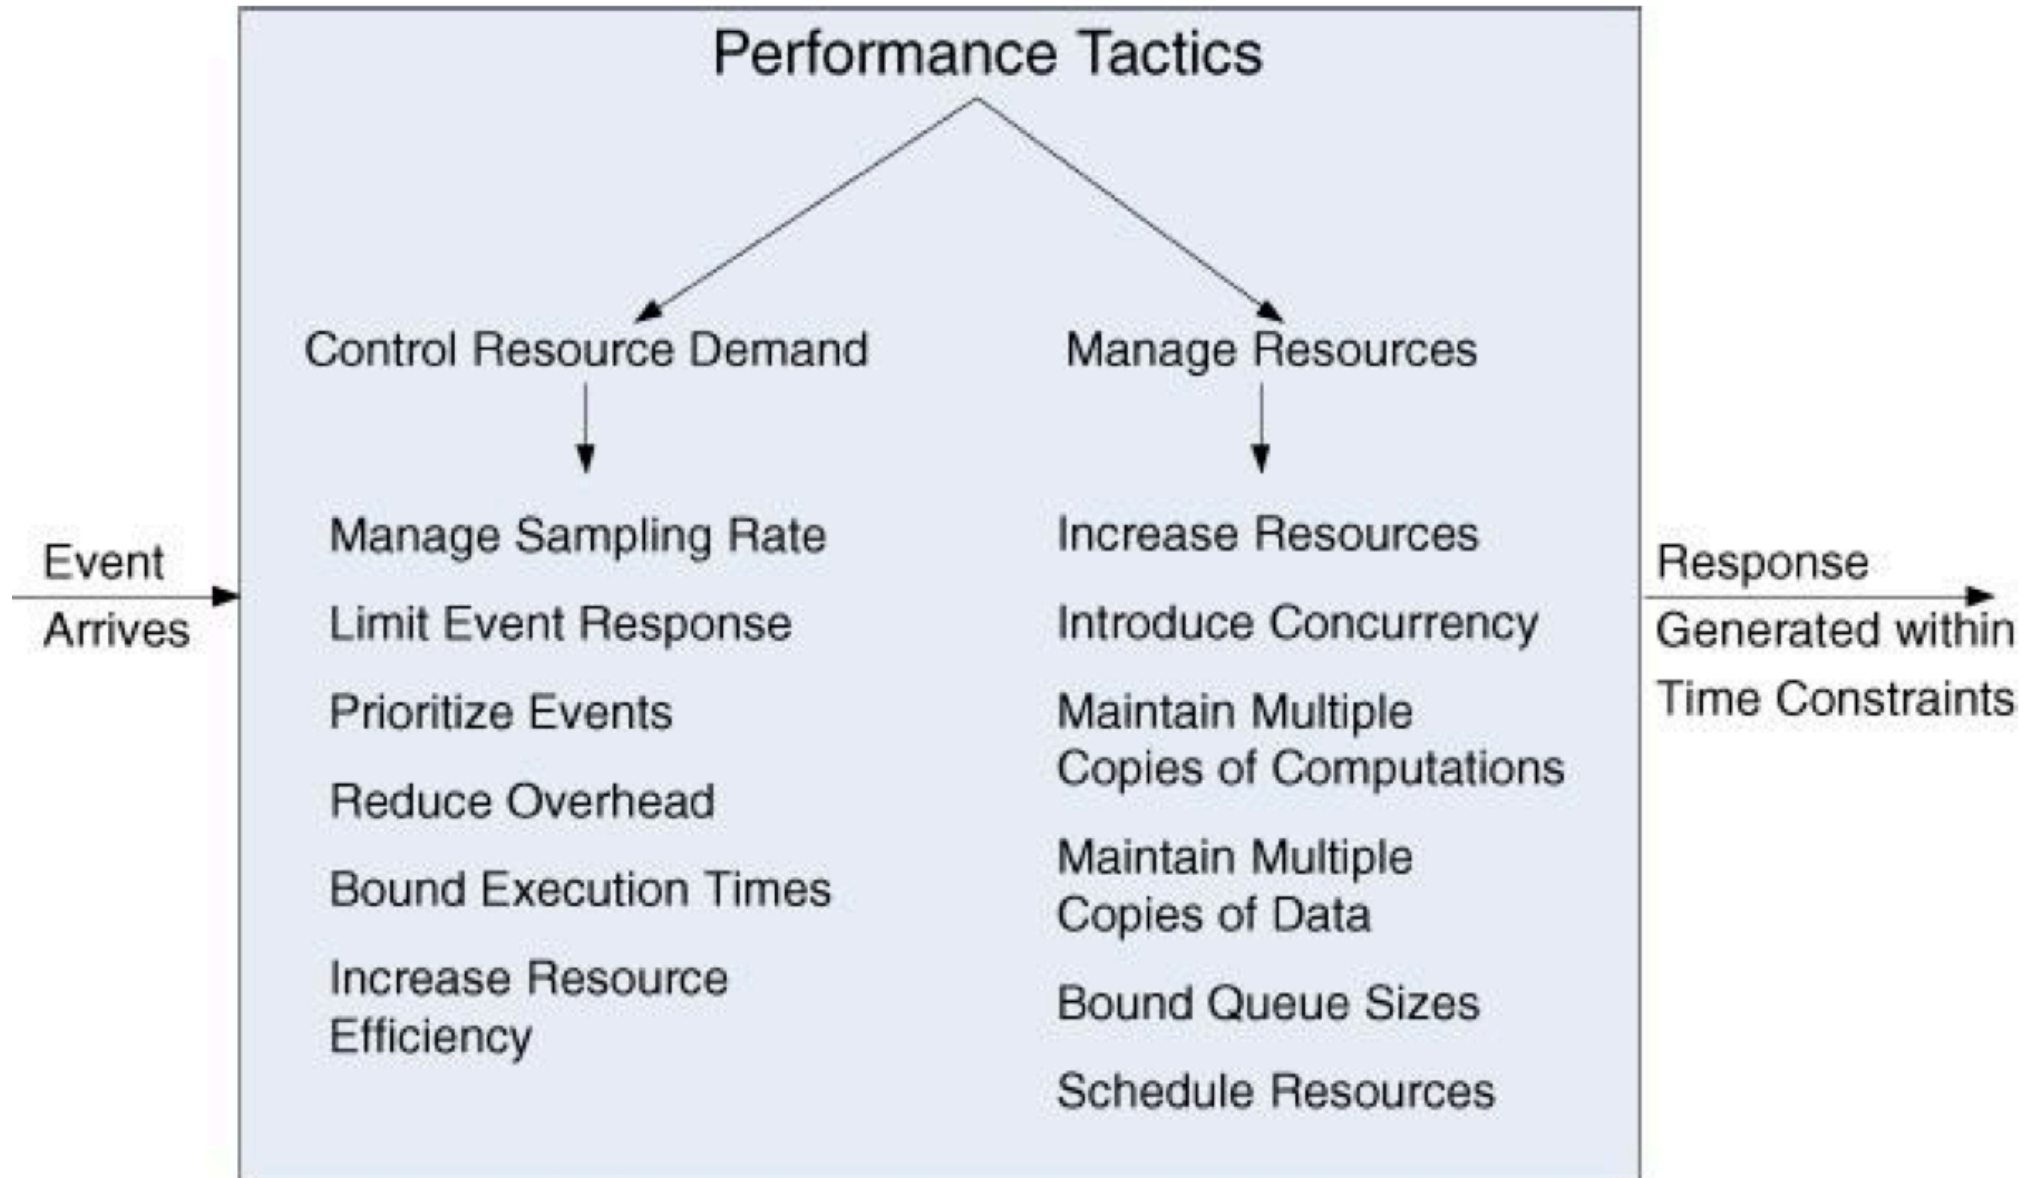 Performance Tactics
Control Resource Demand
Manage Resources
Event
Arrives
Manage Sampling Rate
Limit Event Response
Prioritize Events
Reduce Overhead
Bound Execution Times
Increase Resource
Efficiency
Increase Resources
Introduce Concurrency
Maintain Multiple
Copies of Computations
Maintain Multiple
Copies of Data
Bound Queue Sizes
Schedule Resources
Response
Generated within
Time Constraints